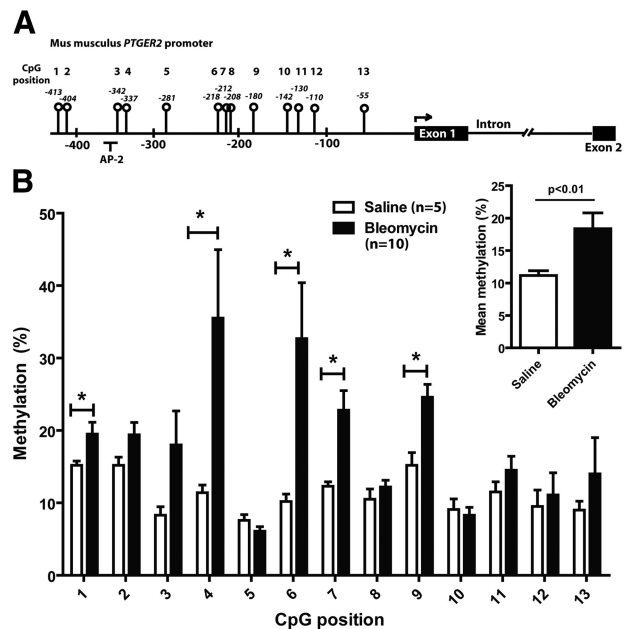 A
Mus musculus PTGER2 promoter
CpG position
1 2 3 4 5 6 7 8 9 10 11 12 13
-413 -404 -342 -337 -281 -218 -212 -208 -180 -142 -130 -110 -55
-400 -300 -200 -100
AP-2
Exon 1
Intron
Exon 2
B
Saline (n=5)
Bleomycin
(n=10)
Methylation (%)
50
40
30
20
10
0
* * * * *
1 2 3 4 5 6 7 8 9 10 11 12 13
CpG position
p<0.01
Mean methylation (%)
25
20
15
10
5
0
Saline
Bleomycin